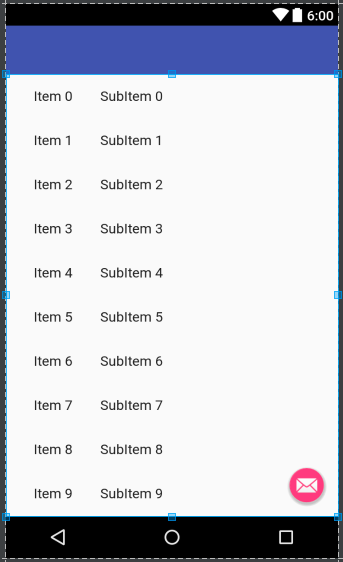 6:00
Item 0 SubItem 0
Item 1 SubItem 1
Item 2 SubItem 2
Item 3 SubItem 3
Item 4 SubItem 4
Item 5 SubItem 5
Item 6 SubItem 6
Item 7 SubItem 7
Item 8 SubItem 8
Item 9 SubItem 9